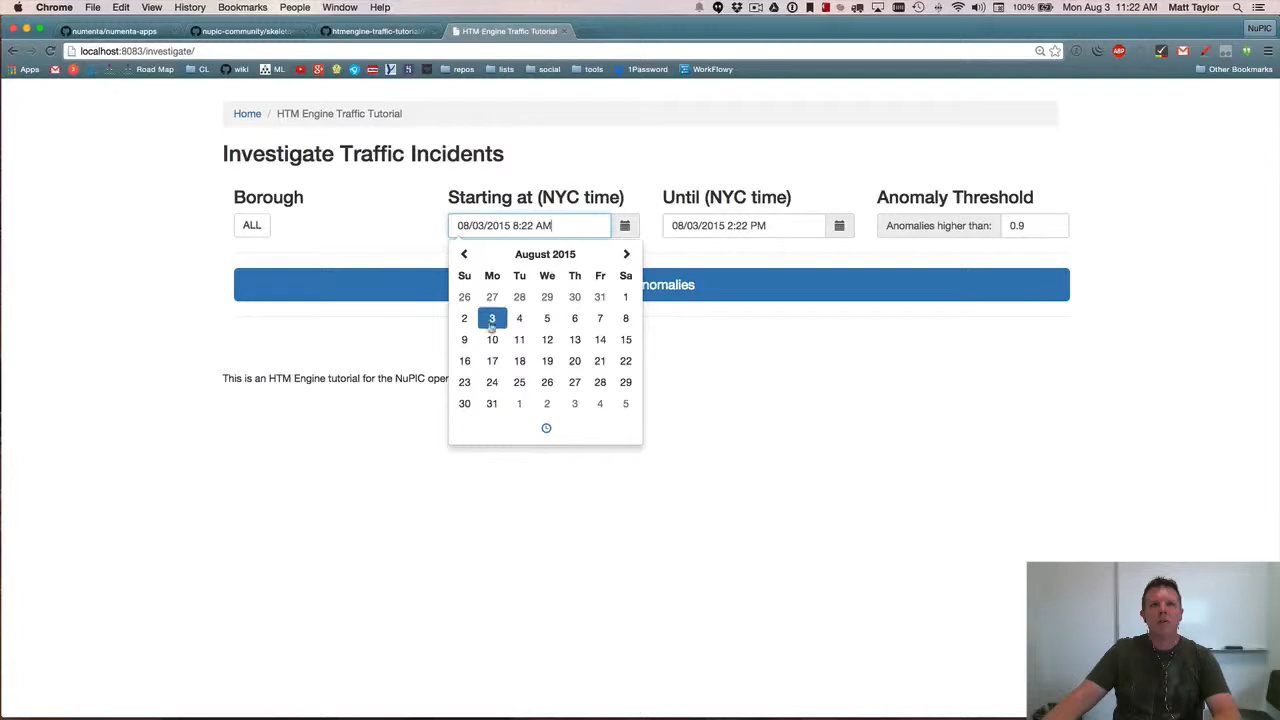 Chrome File Edit View History Bookmarks People Window Help 100% Mon Aug 3 11:22 AM Matt Taylor
numenta/numenta-apps nupic-community/skelet htmengine-traffic-tutorial HTM Engine Traffic Tutorial NuPIC
localhost:8083/investigate/
Apps Road Map CL wiki ML repos lists social tools 1Password WorkFlowy Other Bookmarks
Home / HTM Engine Traffic Tutorial
Investigate Traffic Incidents
Borough Starting at (NYC time) Until (NYC time) Anomaly Threshold
ALL 08/03/2015 8:22 AM 08/03/2015 2:22 PM Anomalies higher than: 0.9
August 2015
Su Mo Tu We Th Fr Sa
nomalies
26 27 28 29 30 31 1
2 3 4 5 6 7 8
9 10 11 12 13 14 15
16 17 18 19 20 21 22
This is an HTM Engine tutorial for the NuPIC oper
23 24 25 26 27 28 29
30 31 1 2 3 4 5